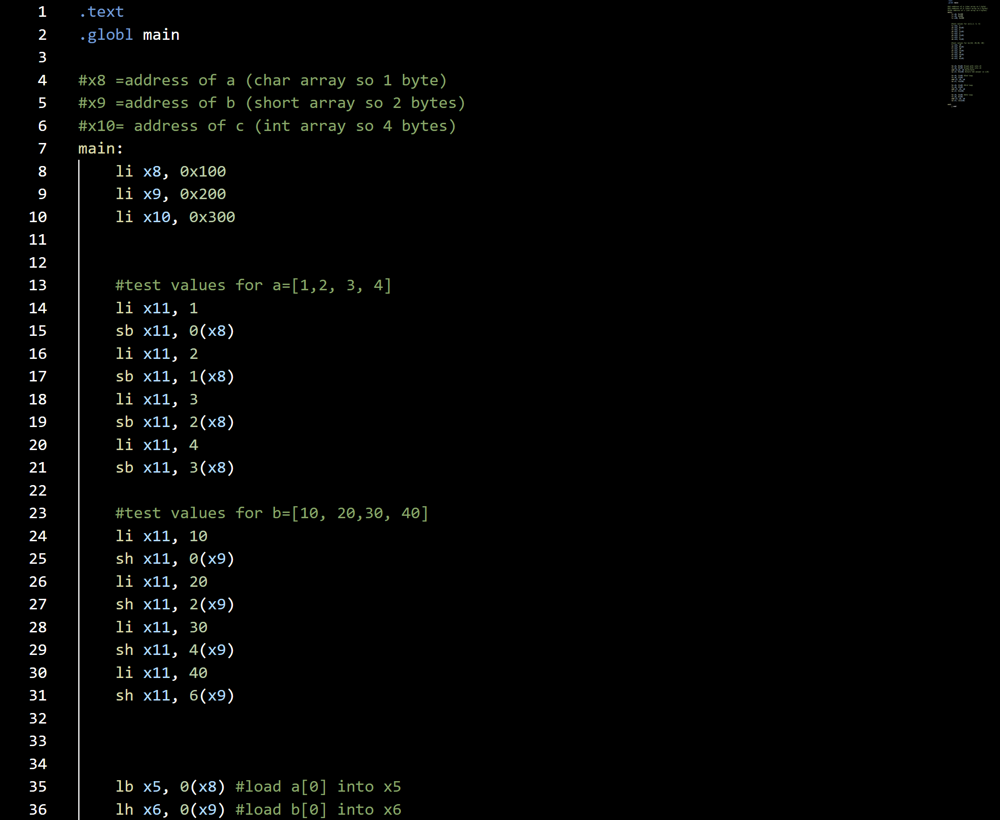 1 .text
2 .globl main
3
4 #x8 =address of a (char array so 1 byte)
5 #x9 =address of b (short array so 2 bytes)
6 #x10= address of c (int array so 4 bytes)
7 main:
8 li x8, 0x100
9 li x9, 0x200
10 li x10, 0x300
11
12
13 #test values for a=[1,2, 3, 4]
14 li x11, 1
15 sb x11, 0(x8)
16 li x11, 2
17 sb x11, 1(x8)
18 li x11, 3
19 sb x11, 2(x8)
20 li x11, 4
21 sb x11, 3(x8)
22
23 #test values for b=[10, 20,30, 40]
24 li x11, 10
25 sh x11, 0(x9)
26 li x11, 20
27 sh x11, 2(x9)
28 li x11, 30
29 sh x11, 4(x9)
30 li x11, 40
31 sh x11, 6(x9)
32
33
34
35 lb x5, 0(x8) #load a[0] into x5
36 lh x6, 0(x9) #load b[0] into x6